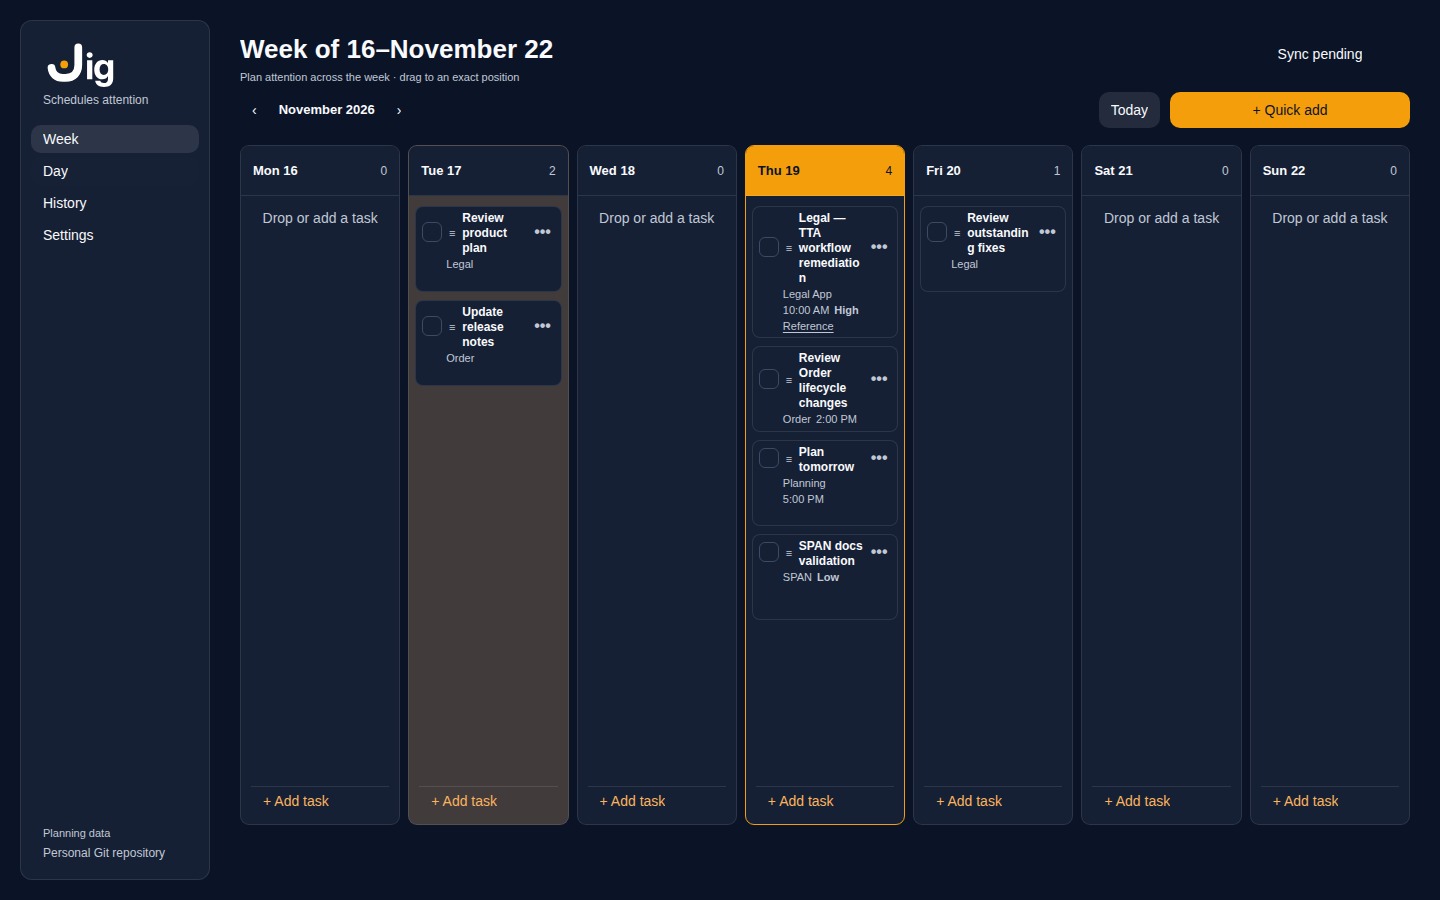 Jig
Schedules attention
Week
Day
History
Settings
Planning data
Personal Git repository
Week of 16–November 22
Plan attention across the week · drag to an exact position
Sync pending
‹ November 2026 ›
Today
+ Quick add
Mon 16 0
Drop or add a task
+ Add task
Tue 17 2
Review
product
plan
Legal
Update
release
notes
Order
+ Add task
Wed 18 0
Drop or add a task
+ Add task
Thu 19 4
Legal —
TTA
workflow
remediatio
n
Legal App
10:00 AM High
Reference
Review
Order
lifecycle
changes
Order 2:00 PM
Plan
tomorrow
Planning
5:00 PM
SPAN docs
validation
SPAN Low
+ Add task
Fri 20 1
Review
outstandin
g fixes
Legal
+ Add task
Sat 21 0
Drop or add a task
+ Add task
Sun 22 0
Drop or add a task
+ Add task